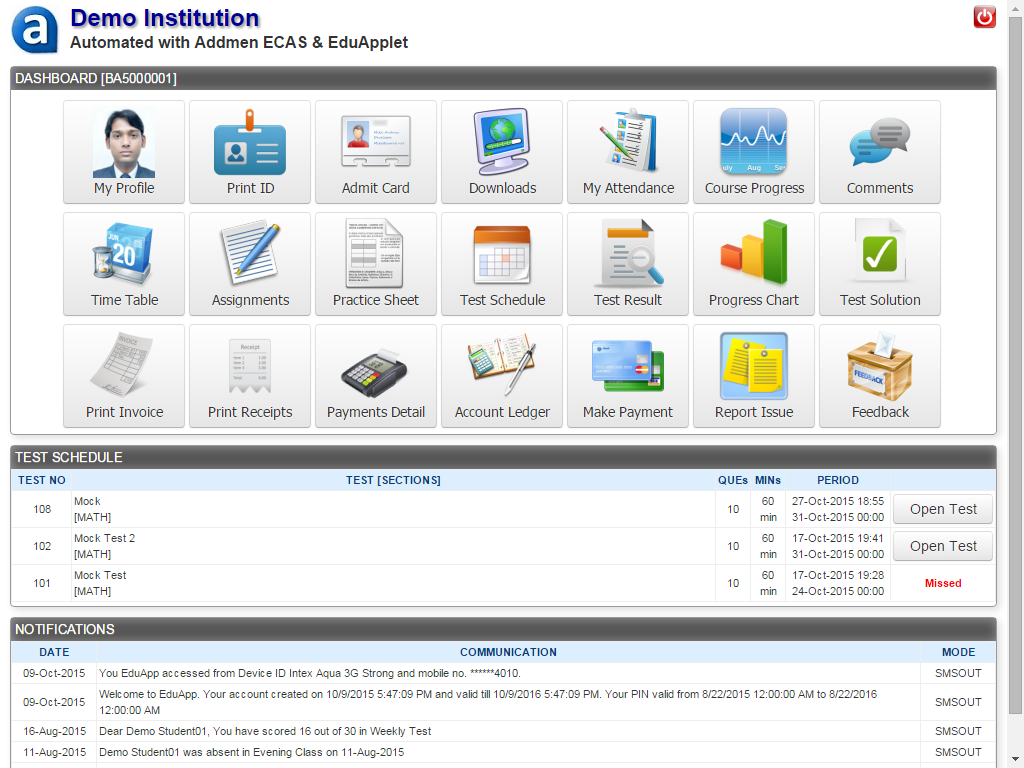 a Demo Institution
Automated with Addmen ECAS & EduApplet
DASHBOARD [BA5000001]
My Profile Print ID Admit Card Downloads My Attendance Course Progress Comments
July Aug Se
20
Time Table Assignments Practice Sheet Test Schedule Test Result Progress Chart Test Solution
INVOICE
Receipt
FEEDBACK
Print Invoice Print Receipts Payments Detail Account Ledger Make Payment Report Issue Feedback
TEST SCHEDULE
TEST NO TEST [SECTIONS] QUEs MINs PERIOD
108 Mock [MATH] 10 60 min 27-Oct-2015 18:55 31-Oct-2015 00:00 Open Test
102 Mock Test 2 [MATH] 10 60 min 17-Oct-2015 19:41 31-Oct-2015 00:00 Open Test
101 Mock Test [MATH] 10 60 min 17-Oct-2015 19:28 24-Oct-2015 00:00 Missed
NOTIFICATIONS
DATE COMMUNICATION MODE
09-Oct-2015 You EduApp accessed from Device ID Intex Aqua 3G Strong and mobile no. ******4010. SMSOUT
09-Oct-2015 Welcome to EduApp. Your account created on 10/9/2015 5:47:09 PM and valid till 10/9/2016 5:47:09 PM. Your PIN valid from 8/22/2015 12:00:00 AM to 8/22/2016 12:00:00 AM SMSOUT
16-Aug-2015 Dear Demo Student01, You have scored 16 out of 30 in Weekly Test SMSOUT
11-Aug-2015 Demo Student01 was absent in Evening Class on 11-Aug-2015 SMSOUT